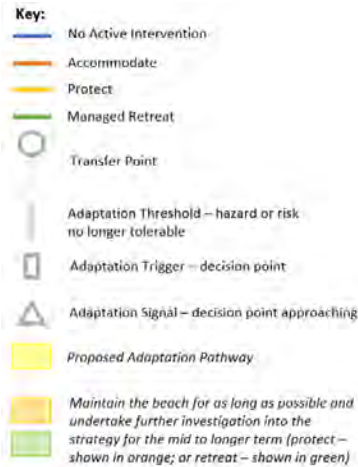 Key:
No Active Intervention
Accommodate
Protect
Managed Retreat
Transfer Point
Adaptation Threshold – hazard or risk
no longer tolerable
Adaptation Trigger – decision point
Adaptation Signal – decision point approaching
Proposed Adaptation Pathway
Maintain the beach for as long as possible and
undertake further investigation into the
strategy for the mid to longer term (protect –
shown in orange; or retreat – shown in green)